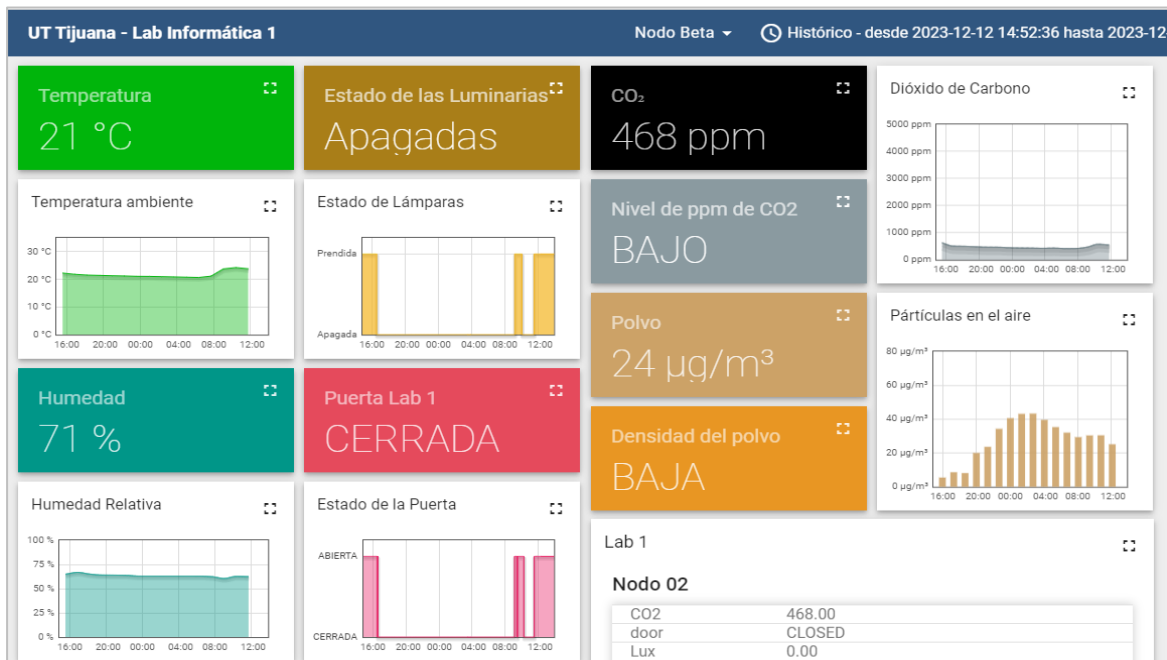 UT Tijuana - Lab Informática 1
Nodo Beta
Histórico - desde 2023-12-12 14:52:36 hasta 2023-12-
Temperatura
21 °C
Temperatura ambiente
30 °C
20 °C
10 °C
0 °C
16:00 20:00 00:00 04:00 08:00 12:00
Humedad
71 %
Humedad Relativa
100 %
75 %
50 %
25 %
0 %
16:00 20:00 00:00 04:00 08:00 12:00
Estado de las Luminarias
Apagadas
Estado de Lámparas
Prendida
Apagada
16:00 20:00 00:00 04:00 08:00 12:00
Puerta Lab 1
CERRADA
Estado de la Puerta
ABIERTA
CERRADA
16:00 20:00 00:00 04:00 08:00 12:00
CO₂
468 ppm
Nivel de ppm de CO2
BAJO
Polvo
24 µg/m³
Densidad del polvo
BAJA
Dióxido de Carbono
5000 ppm
4000 ppm
3000 ppm
2000 ppm
1000 ppm
0 ppm
16:00 20:00 00:00 04:00 08:00 12:00
Pártículas en el aire
80 µg/m³
60 µg/m³
40 µg/m³
20 µg/m³
0 µg/m³
16:00 20:00 00:00 04:00 08:00 12:00
Lab 1
Nodo 02
CO2 468.00
door CLOSED
Lux 0.00